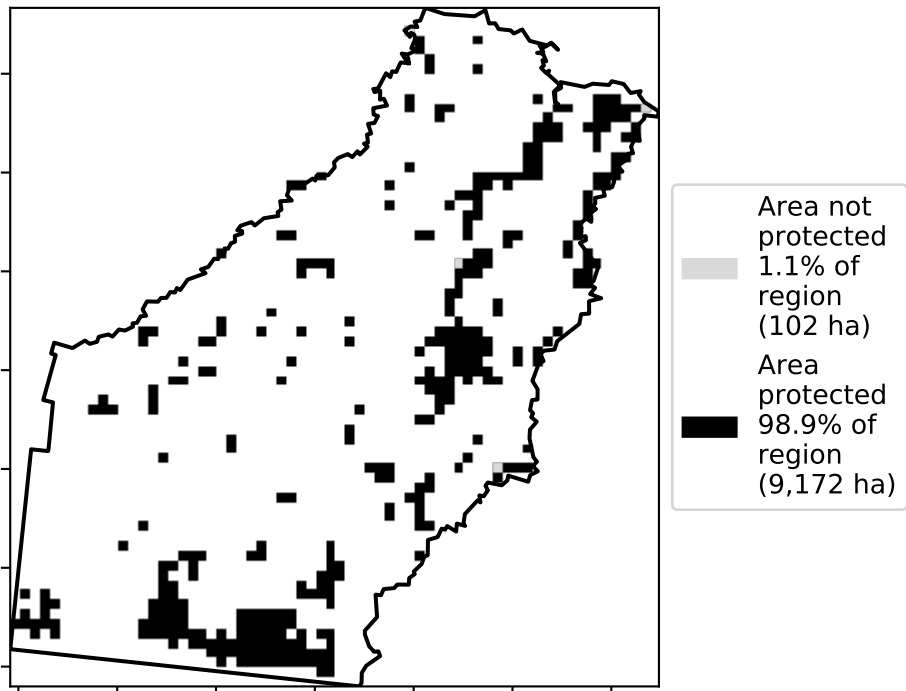 Area not
protected
1.1% of
region
(102 ha)
Area
protected
98.9% of
region
(9,172 ha)